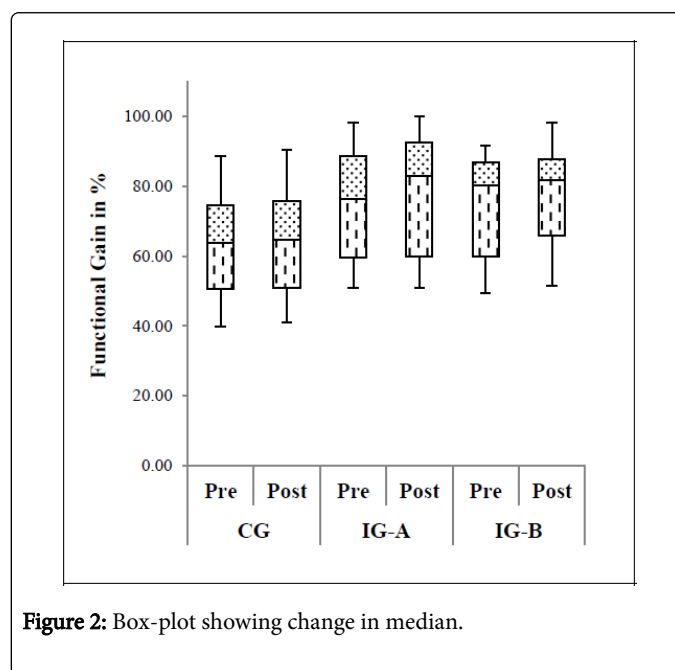 Functional Gain in %
100.00
80.00
60.00
40.00
20.00
0.00
Pre Post Pre Post Pre Post
CG IG-A IG-B
Figure 2: Box-plot showing change in median.